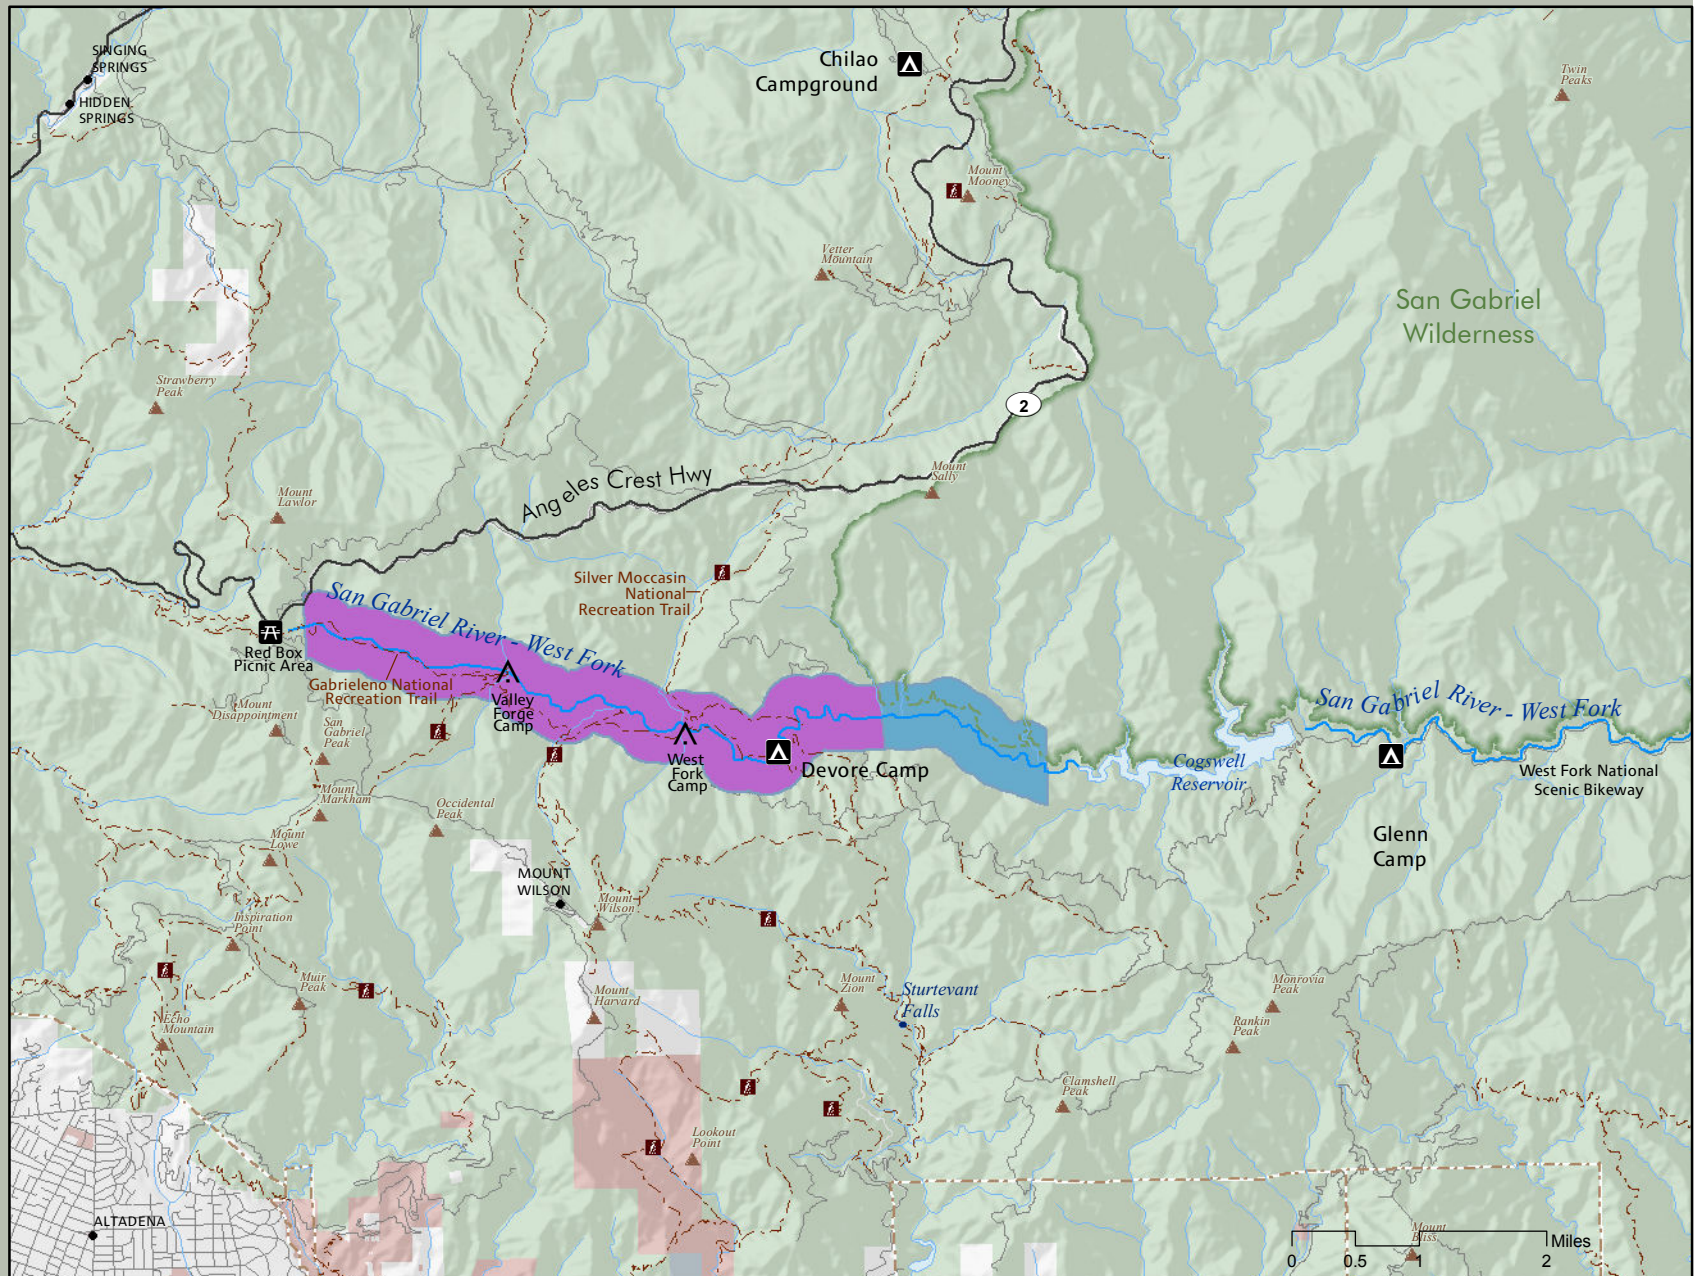 SINGING
SPRINGS
HIDDEN
SPRINGS
Chilao
Campground
Twin
Peaks
Mount
Mooney
Vetter
Mountain
San Gabriel
Wilderness
Strawberry
Peak
2
Mount
Sally
Angeles Crest Hwy
Mount
Lawlor
Silver Moccasin
National
Recreation Trail
San Gabriel River - West Fork
Red Box
Picnic Area
Gabrieleno National
Recreation Trail
Valley
Forge
Camp
Mount
Disappointment
San
Gabriel
Peak
West
Fork
Camp
Devore Camp
Cogswell
Reservoir
San Gabriel River - West Fork
West Fork National
Scenic Bikeway
Glenn
Camp
Mount
Markham
Occidental
Peak
Mount
Lowe
MOUNT
WILSON
Mount
Wilson
Inspiration
Point
Muir
Peak
Echo
Mountain
Mount
Harvard
Mount
Zion
Sturtevant
Falls
Monrovia
Peak
Rankin
Peak
Clamshell
Peak
Lookout
Point
ALTADENA
Mount
Bliss
Miles
0 0.5 1 2